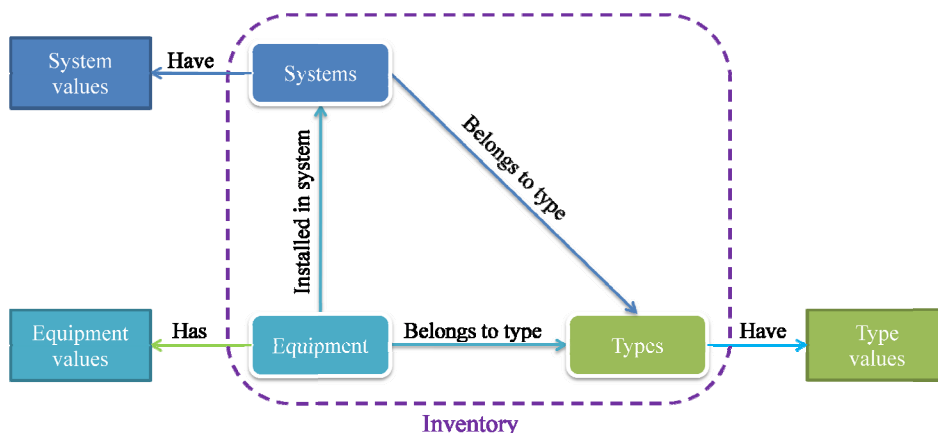 System
values
Have
Systems
Belongs to type
Installed in system
Equipment
values
Has
Equipment
Belongs to type
Types
Have
Type
values
Inventory